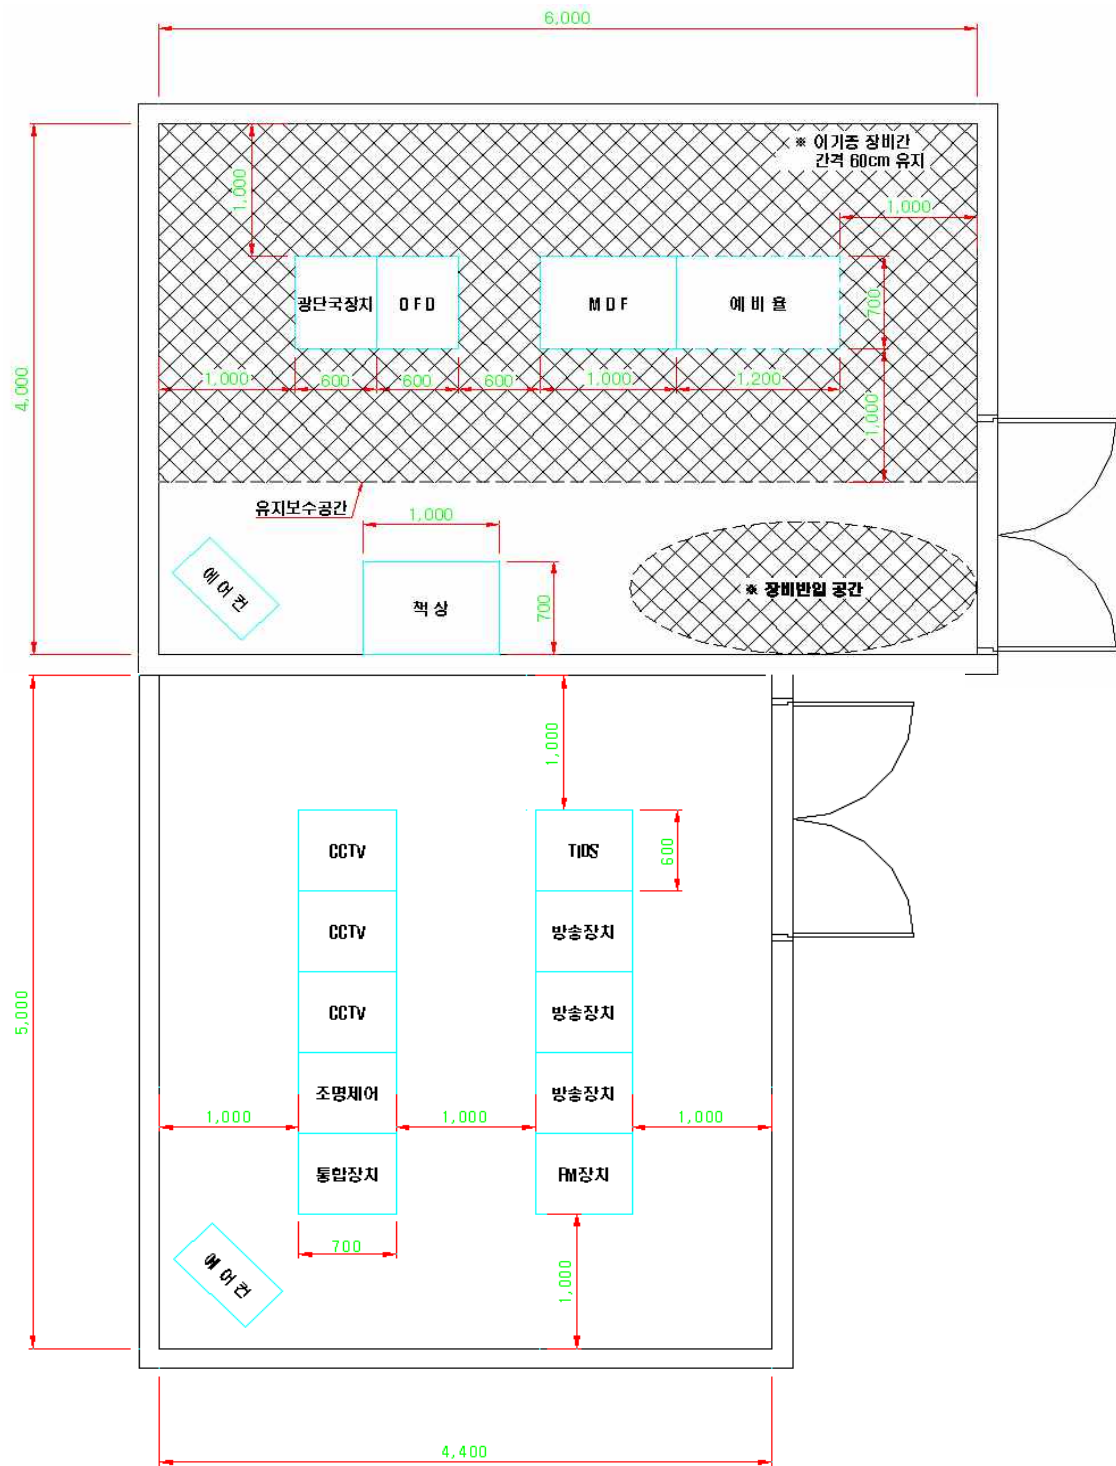 6,000
※ 이기종 장비간
간격 60cm 유지
1,000
1,000
광단국장치
O F D
M D F
예 비 율
700
4,000
1,000
600
600
600
1,000
1,200
1,000
유지보수공간
1,000
에 어 컨
책 상
700
※ 장비반입 공간
1,000
CCTV
TIDS
600
CCTV
방송장치
5,000
CCTV
방송장치
조명제어
방송장치
1,000
1,000
1,000
통합장치
FM장치
700
에 어 컨
1,000
4,400